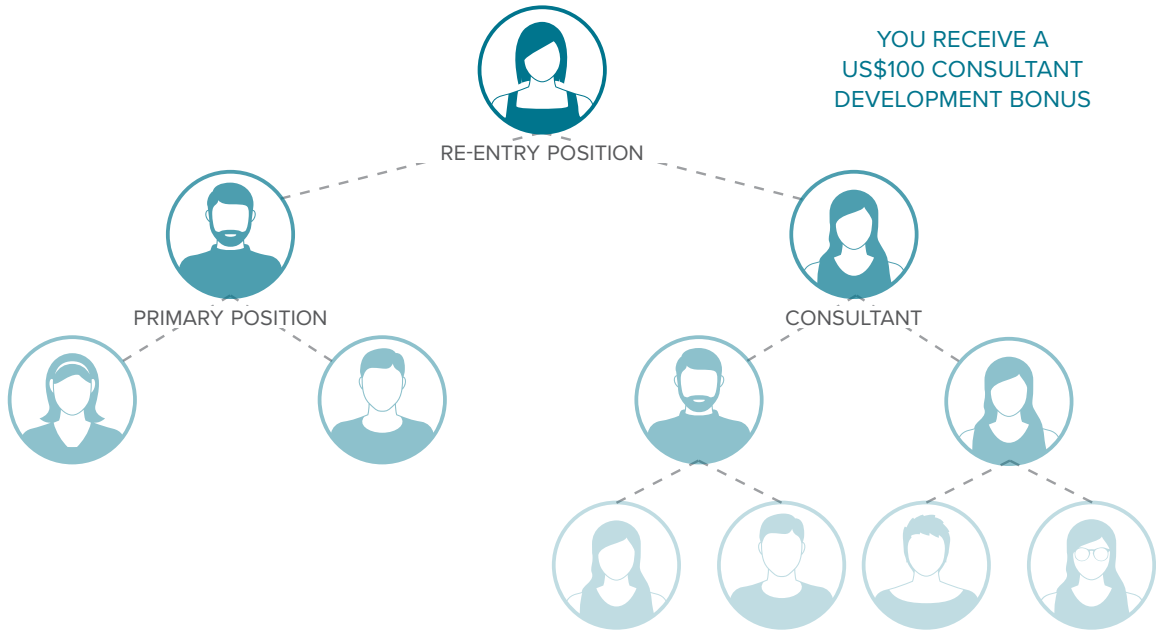 YOU RECEIVE A
US$100 CONSULTANT
DEVELOPMENT BONUS
RE-ENTRY POSITION
PRIMARY POSITION
CONSULTANT